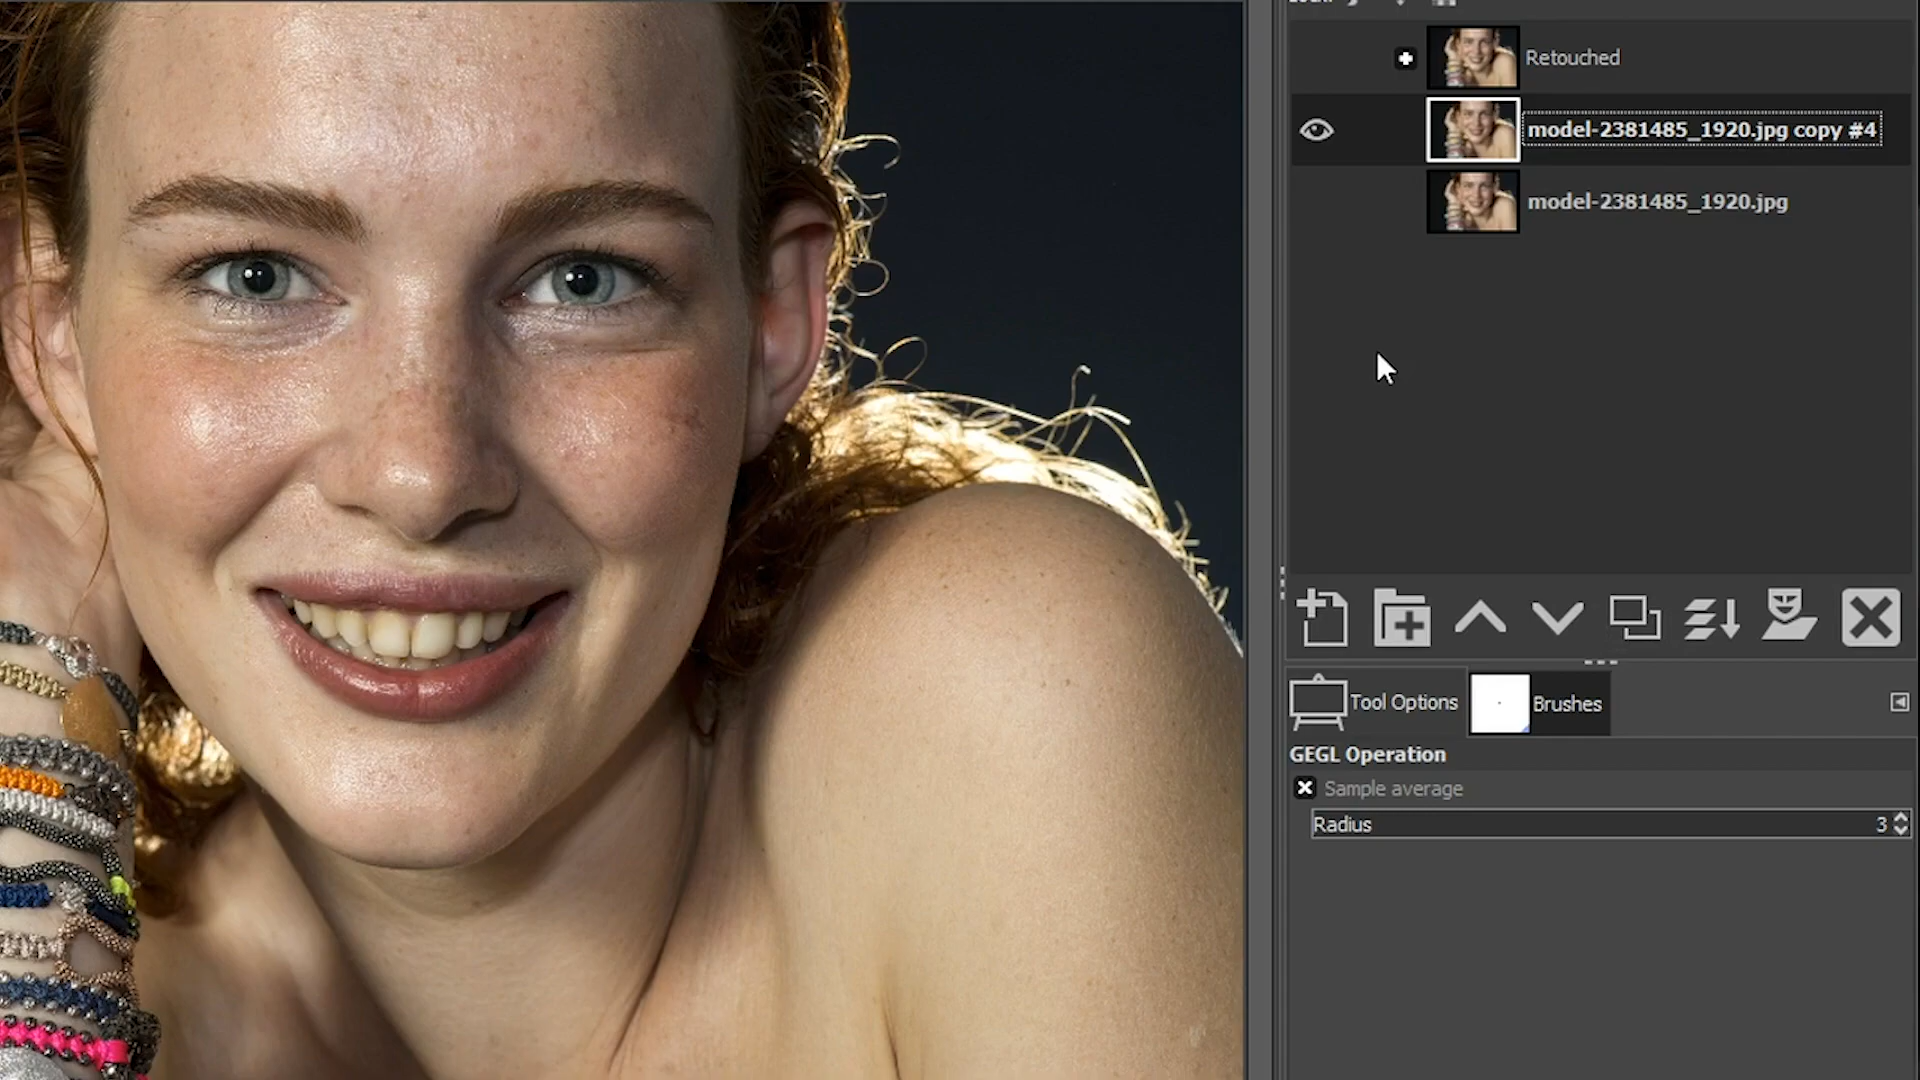 Retouched
model-2381485_1920.jpg copy #4
model-2381485_1920.jpg
Tool Options
Brushes
GEGL Operation
Sample average
Radius 3